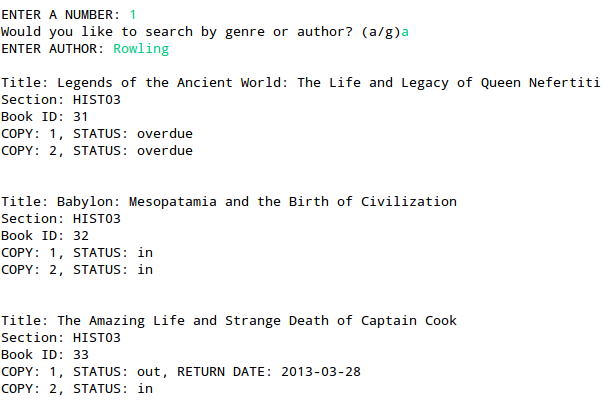 ENTER A NUMBER: 1
Would you like to search by genre or author? (a/g)a
ENTER AUTHOR: Rowling
Title: Legends of the Ancient World: The Life and Legacy of Queen Nefertiti
Section: HIST03
Book ID: 31
COPY: 1, STATUS: overdue
COPY: 2, STATUS: overdue
Title: Babylon: Mesopatamia and the Birth of Civilization
Section: HIST03
Book ID: 32
COPY: 1, STATUS: in
COPY: 2, STATUS: in
Title: The Amazing Life and Strange Death of Captain Cook
Section: HIST03
Book ID: 33
COPY: 1, STATUS: out, RETURN DATE: 2013-03-28
COPY: 2, STATUS: in